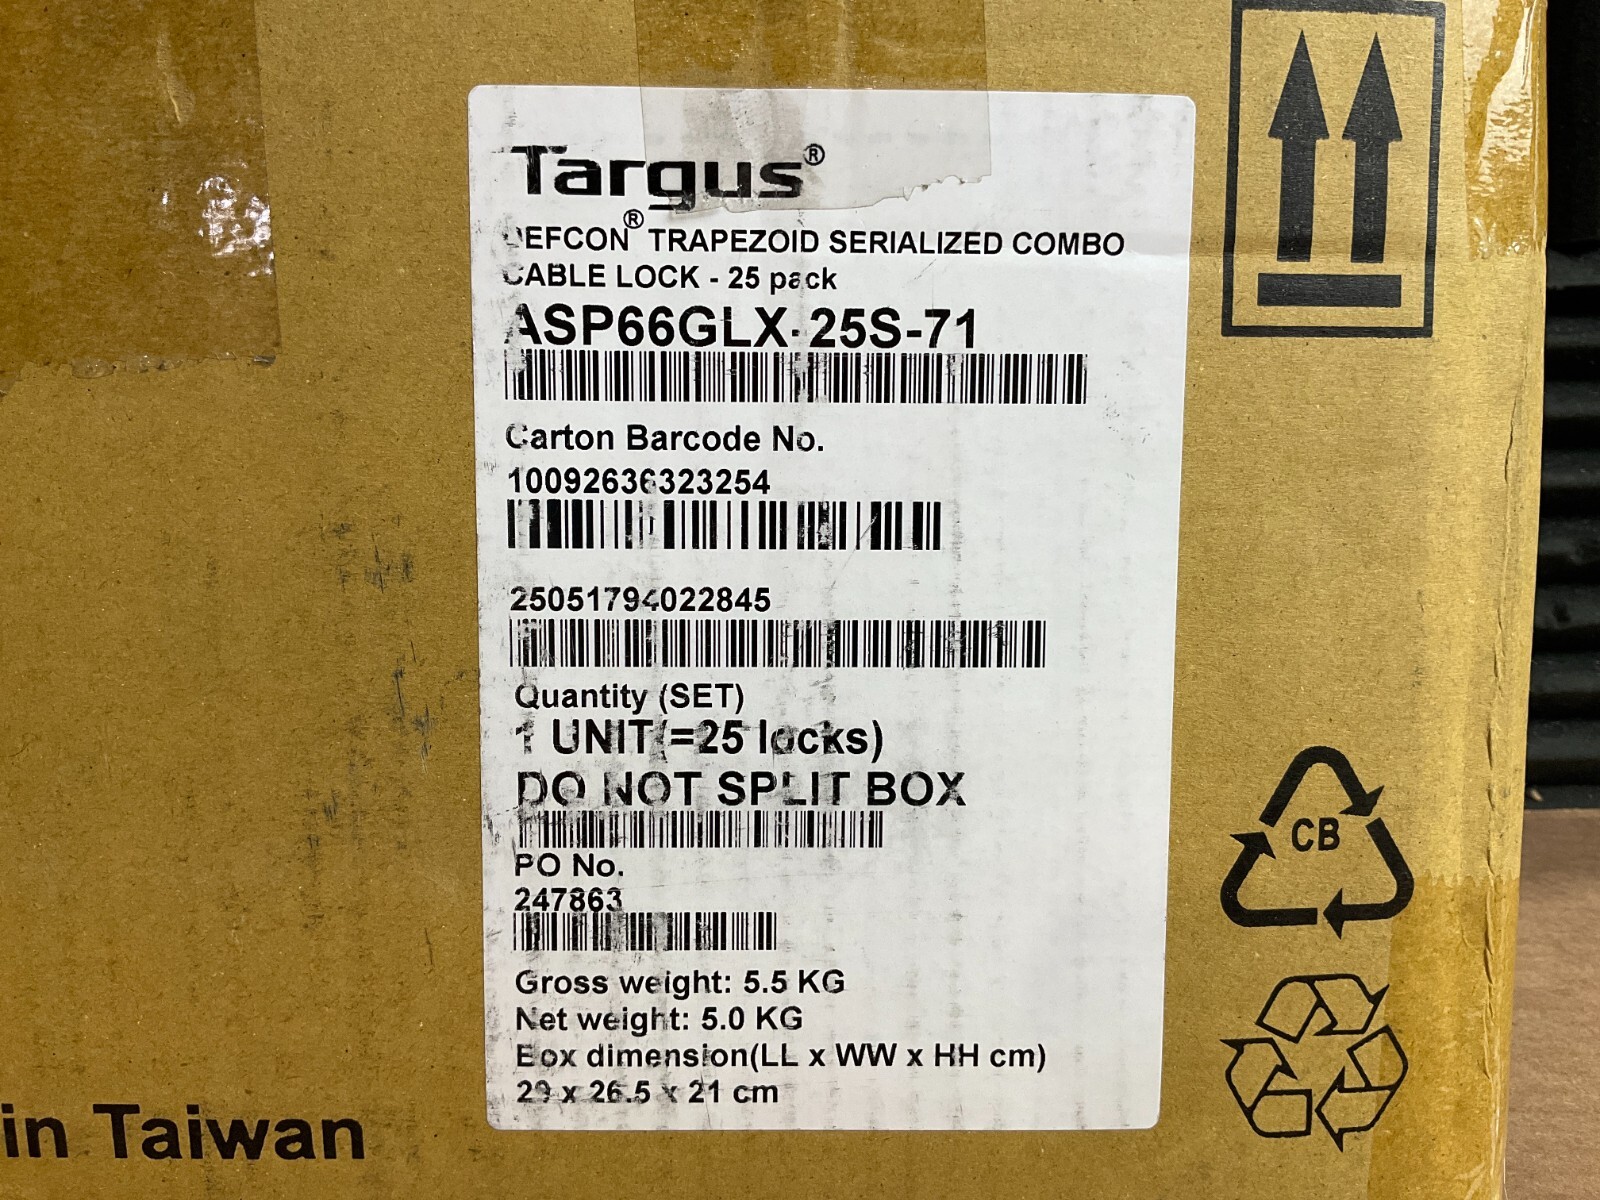 Targus®
DEFCON® TRAPEZOID SERIALIZED COMBO
CABLE LOCK - 25 pack
ASP66GLX-25S-71
Carton Barcode No.
10092636323254
25051794022845
Quantity (SET)
1 UNIT(=25 locks)
DO NOT SPLIT BOX
PO No.
247863
Gross weight: 5.5 KG
Net weight: 5.0 KG
Box dimension(LL x WW x HH cm)
29 x 26.5 x 21 cm
CB
in Taiwan